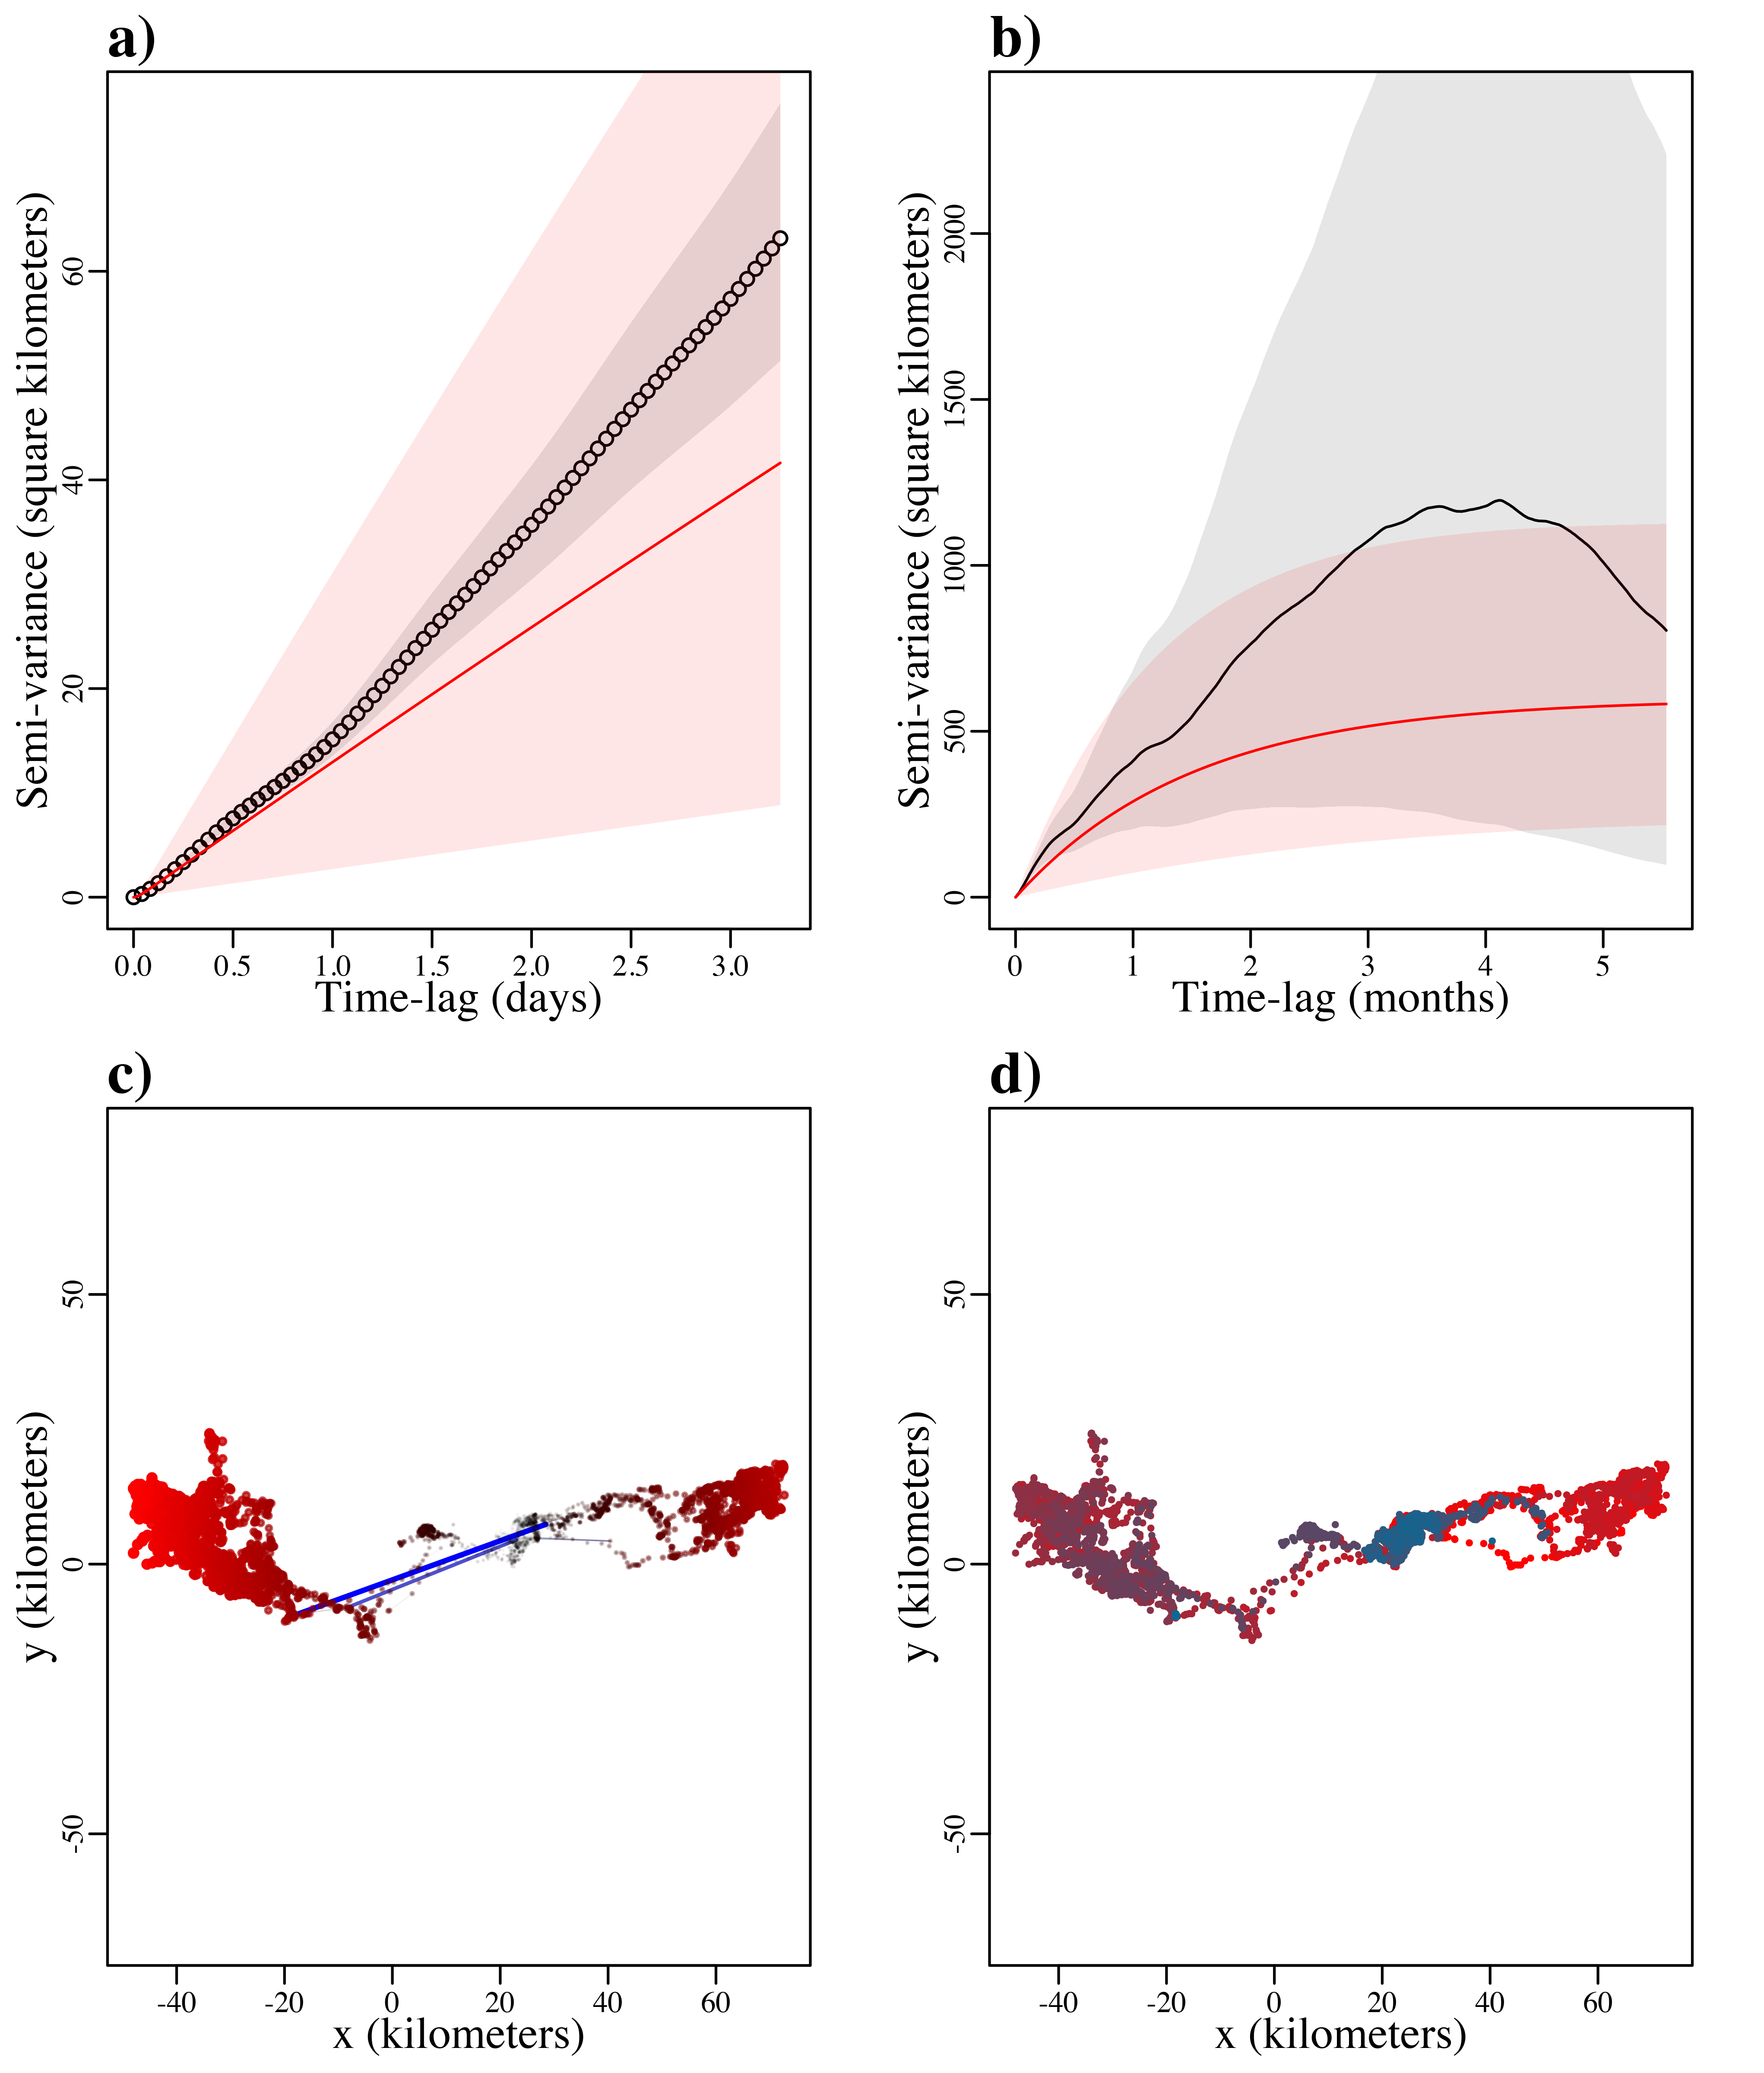 a)
Semi-variance (square kilometers)
60
40
20
0
0.0 0.5 1.0 1.5 2.0 2.5 3.0
Time-lag (days)
b)
Semi-variance (square kilometers)
2000
1500
1000
500
0
0 1 2 3 4 5
Time-lag (months)
c)
y (kilometers)
50
0
-50
-40 -20 0 20 40 60
x (kilometers)
d)
y (kilometers)
50
0
-50
-40 -20 0 20 40 60
x (kilometers)